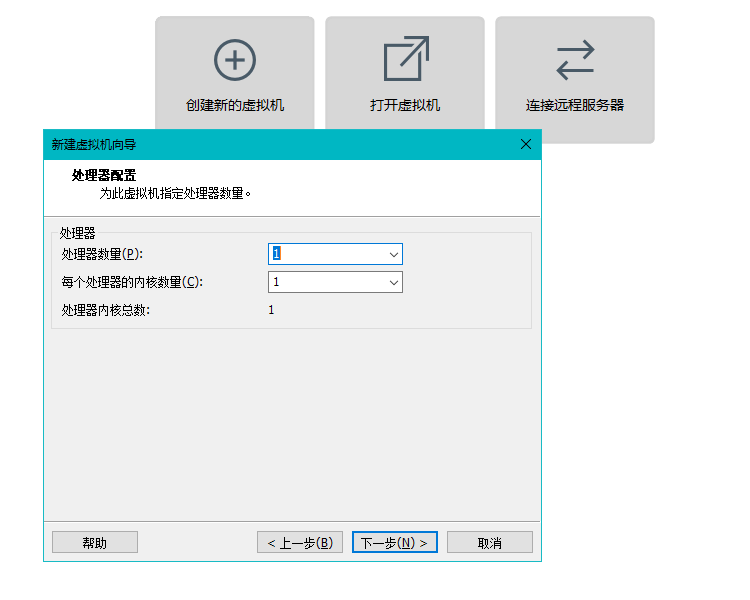 创建新的虚拟机
打开虚拟机
连接远程服务器
新建虚拟机向导
处理器配置
为此虚拟机指定处理器数量。
处理器
处理器数量(P): 1
每个处理器的内核数量(C): 1
处理器内核总数: 1
帮助
< 上一步(B)
下一步(N) >
取消